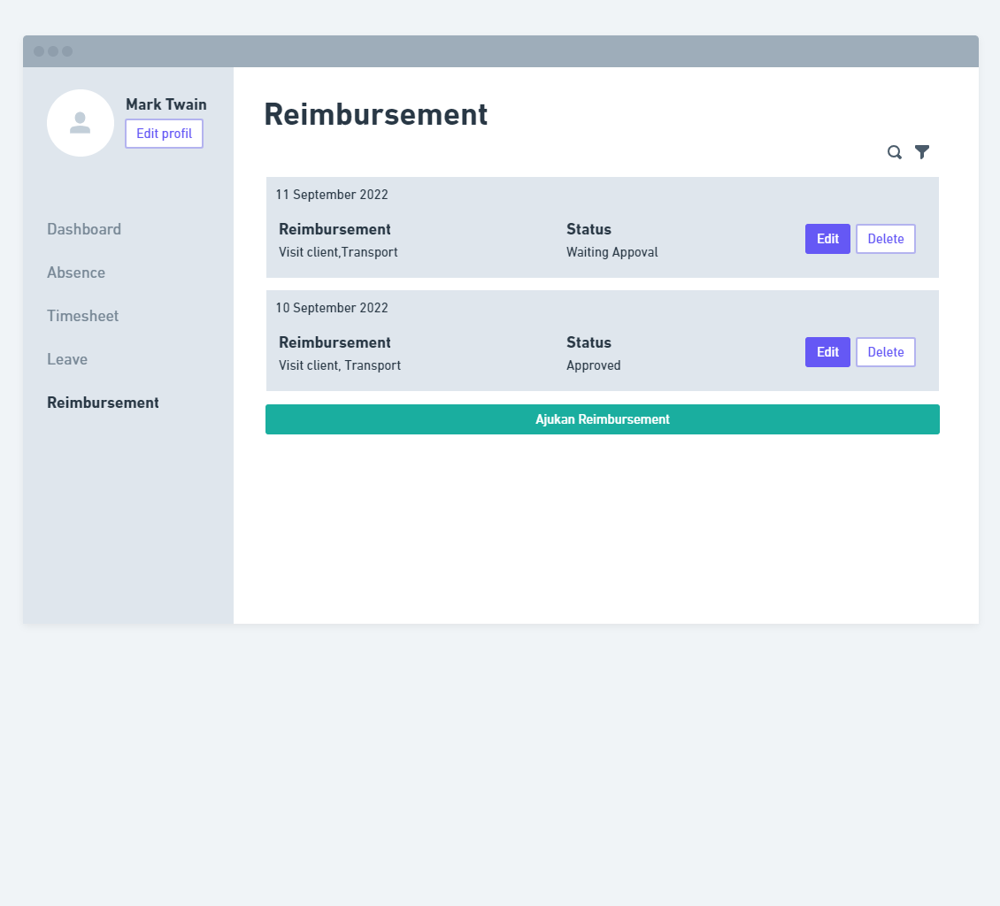 Mark Twain
Edit profil
Dashboard
Absence
Timesheet
Leave
Reimbursement
Reimbursement
11 September 2022
Reimbursement Status
Visit client,Transport Waiting Appoval
Edit Delete
10 September 2022
Reimbursement Status
Visit client, Transport Approved
Edit Delete
Ajukan Reimbursement